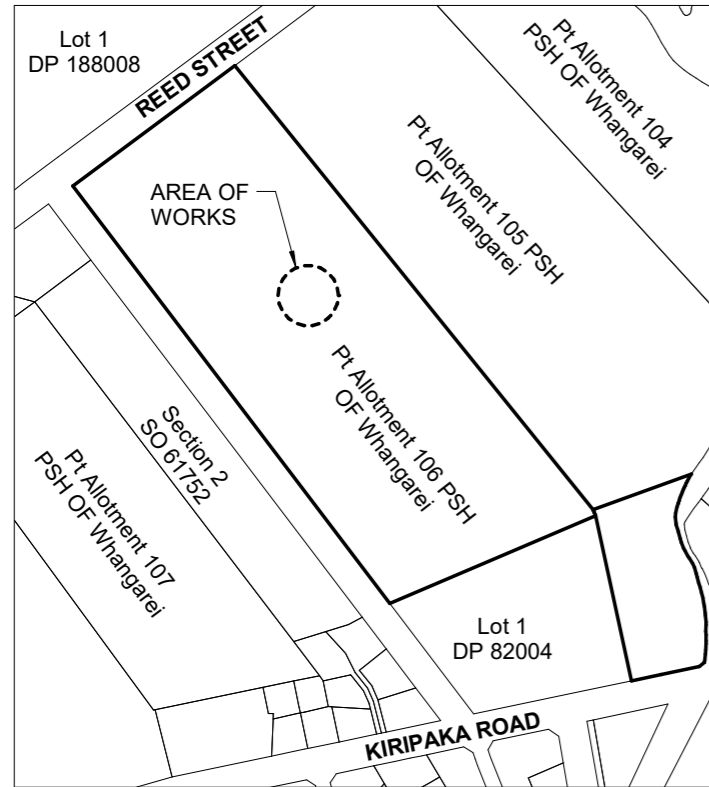 Lot 1
DP 188008
REED STREET
Pt Allotment 104
PSH OF Whangarei
Pt Allotment 105 PSH
OF Whangarei
AREA OF
WORKS
Pt Allotment 106 PSH
OF Whangarei
Section 2
SO 61752
Pt Allotment 107
PSH OF Whangarei
Lot 1
DP 82004
KIRIPAKA ROAD